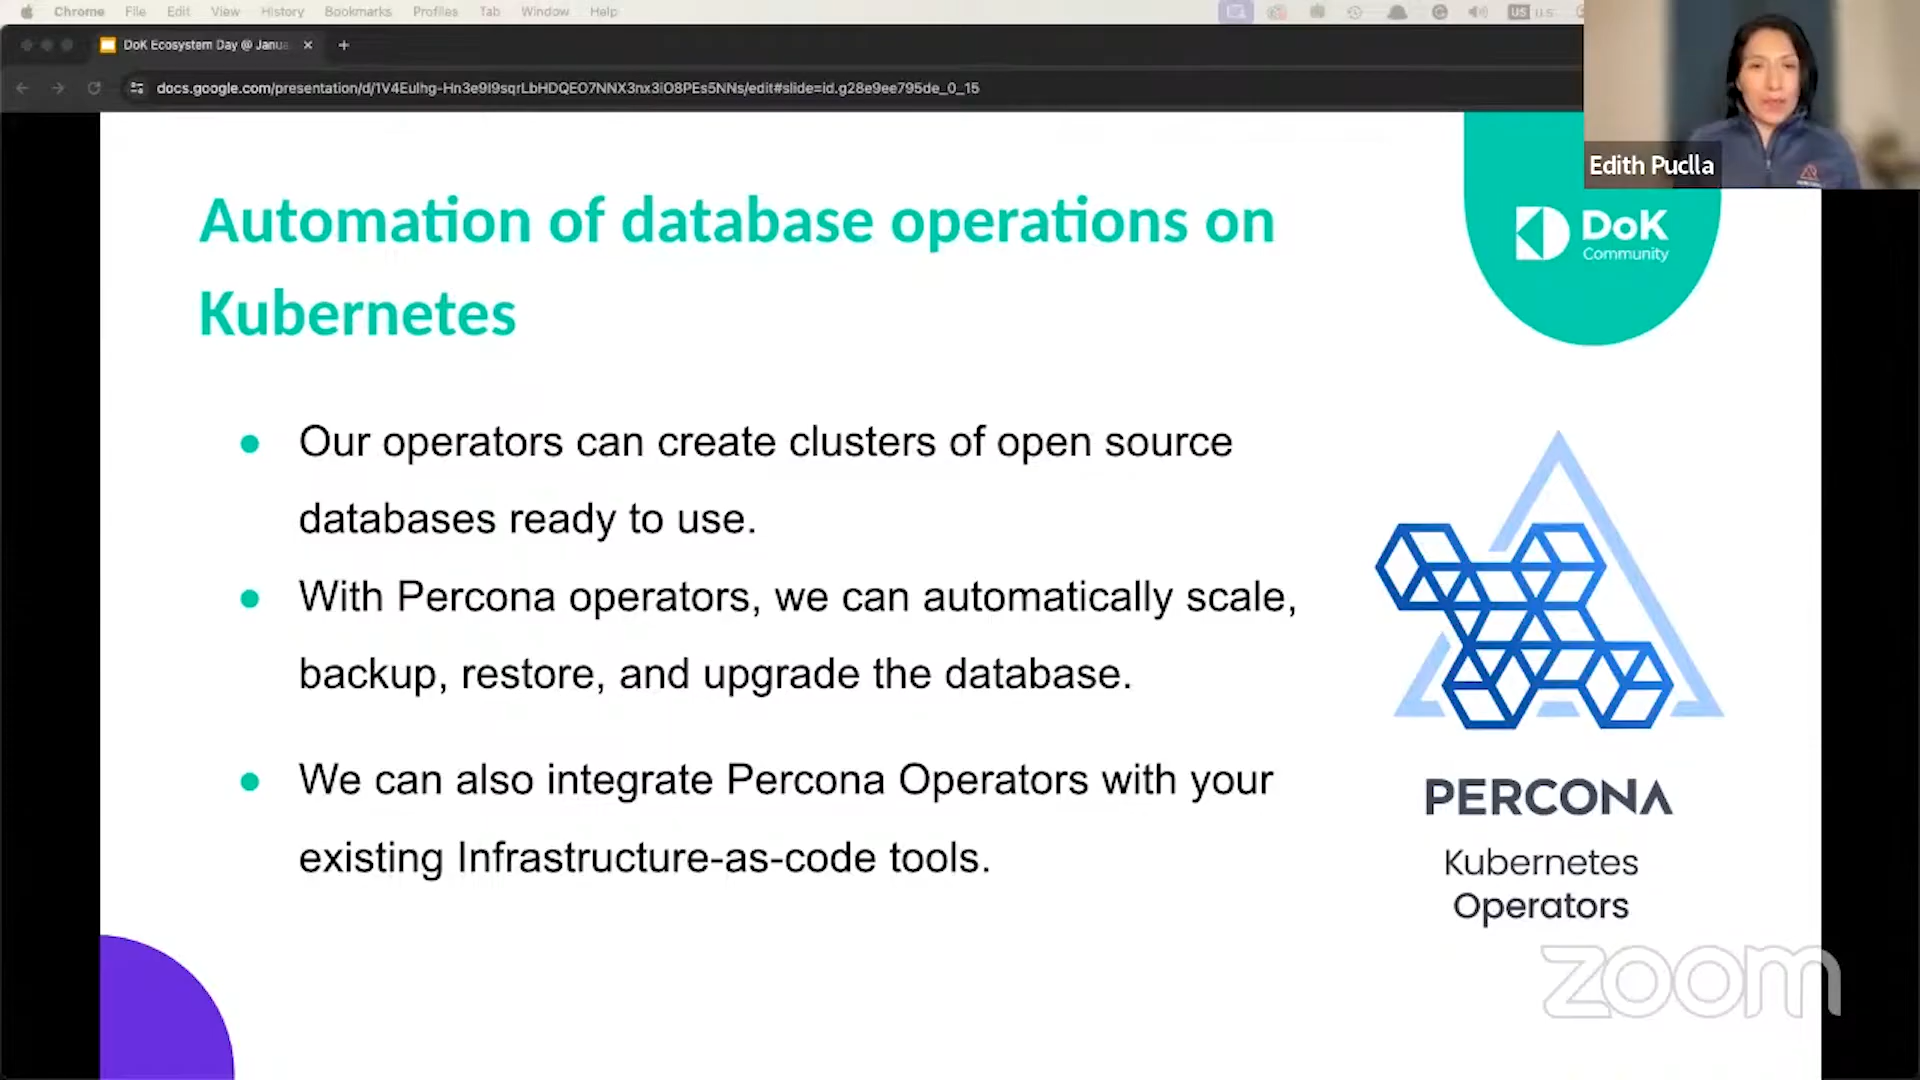 Chrome File Edit View History Bookmarks Profiles Tab Window Help
US
DoK Ecosystem Day @ Janua
docs.google.com/presentation/d/1V4Eulhg-Hn3e9I9sqrLbHDQEO7NNX3nx3iO8PEs5NNs/edit#slide=id.g28e9ee795de_0_15
Edith Puclla
Automation of database operations on
Kubernetes
DoK
Community
● Our operators can create clusters of open source
databases ready to use.
● With Percona operators, we can automatically scale,
backup, restore, and upgrade the database.
● We can also integrate Percona Operators with your
existing Infrastructure-as-code tools.
PERCONA
Kubernetes
Operators
zoom